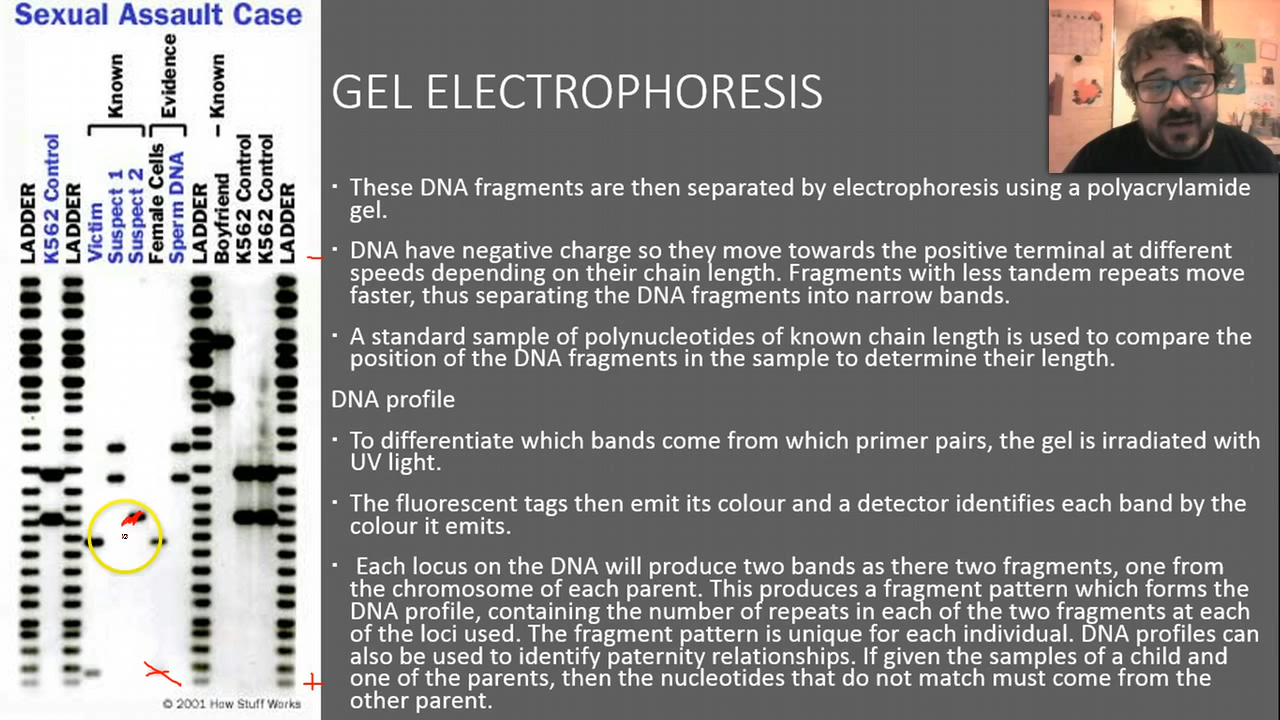 Sexual Assault Case
Known
Evidence
Known
LADDER
K562 Control
LADDER
Victim
Suspect 1
Suspect 2
Female Cells
Sperm DNA
LADDER
Boyfriend
K562 Control
K562 Control
LADDER
© 2001 How Stuff Works
GEL ELECTROPHORESIS
· These DNA fragments are then separated by electrophoresis using a polyacrylamide
gel.
· DNA have negative charge so they move towards the positive terminal at different
speeds depending on their chain length. Fragments with less tandem repeats move
faster, thus separating the DNA fragments into narrow bands.
· A standard sample of polynucleotides of known chain length is used to compare the
position of the DNA fragments in the sample to determine their length.
DNA profile
· To differentiate which bands come from which primer pairs, the gel is irradiated with
UV light.
· The fluorescent tags then emit its colour and a detector identifies each band by the
colour it emits.
· Each locus on the DNA will produce two bands as there two fragments, one from
the chromosome of each parent. This produces a fragment pattern which forms the
DNA profile, containing the number of repeats in each of the two fragments at each
of the loci used. The fragment pattern is unique for each individual. DNA profiles can
also be used to identify paternity relationships. If given the samples of a child and
one of the parents, then the nucleotides that do not match must come from the
other parent.